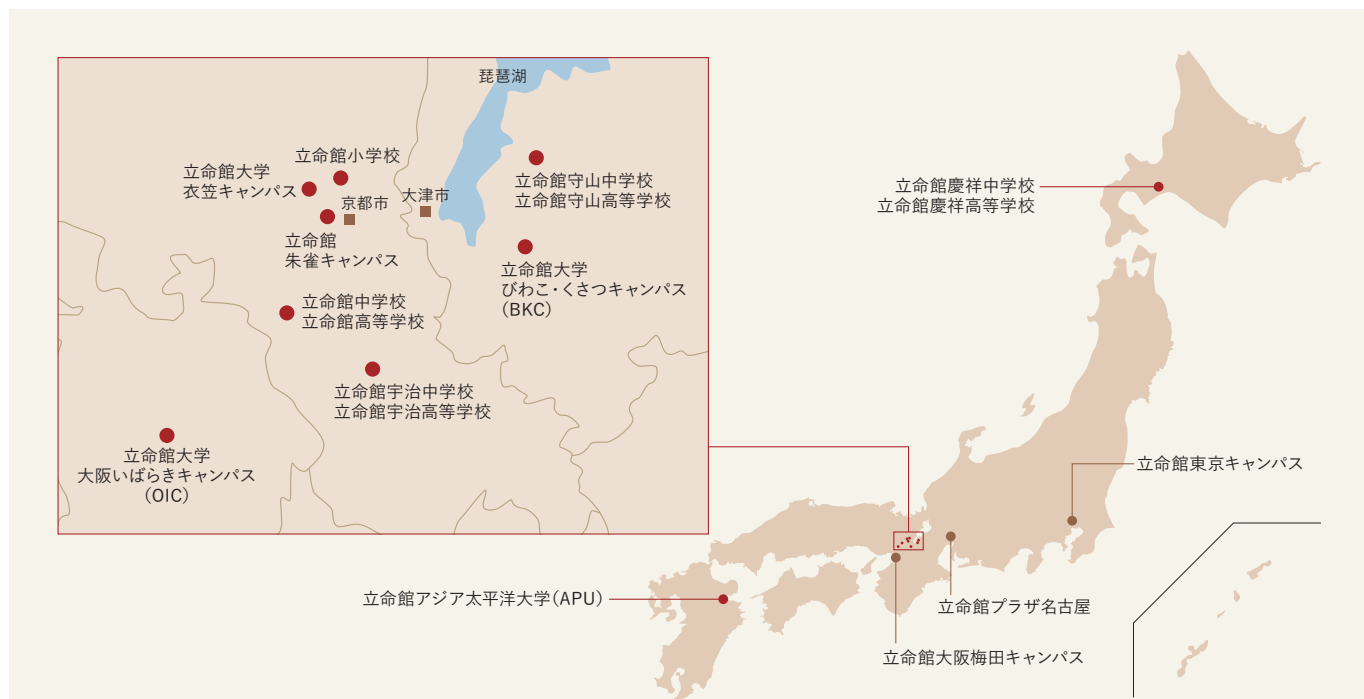 琵琶湖
立命館小学校
立命館大学
衣笠キャンパス
京都市
大津市
立命館守山中学校
立命館守山高等学校
立命館
朱雀キャンパス
立命館大学
びわこ・くさつキャンパス
(BKC)
立命館中学校
立命館高等学校
立命館宇治中学校
立命館宇治高等学校
立命館大学
大阪いばらきキャンパス
(OIC)
立命館慶祥中学校
立命館慶祥高等学校
立命館東京キャンパス
立命館アジア太平洋大学(APU)
立命館プラザ名古屋
立命館大阪梅田キャンパス